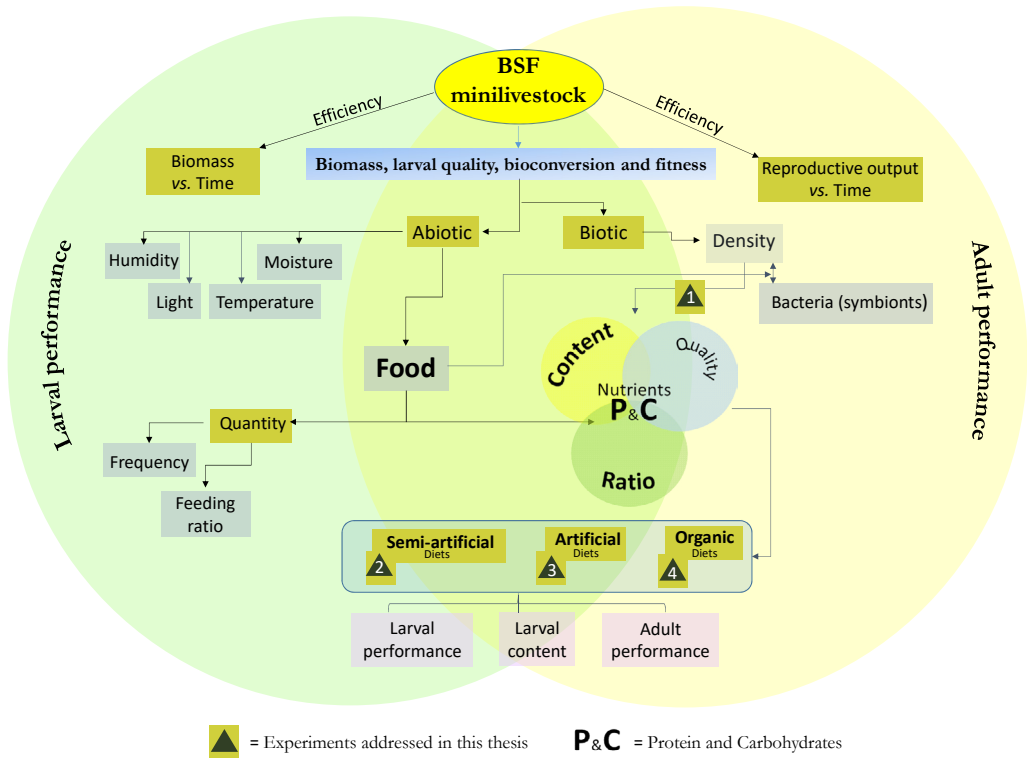 BSF
minilivestock
Efficiency
Efficiency
Biomass
vs. Time
Biomass, larval quality, bioconversion and fitness
Reproductive output
vs. Time
Abiotic
Biotic
Density
Humidity
Moisture
Light
Temperature
Bacteria (symbionts)
1
Larval performance
Adult performance
Food
Content
Quality
Nutrients
P&C
Ratio
Quantity
Frequency
Feeding
ratio
Semi-artificial
Diets
2
Artificial
Diets
3
Organic
Diets
4
Larval
performance
Larval
content
Adult
performance
= Experiments addressed in this thesis
P&C = Protein and Carbohydrates